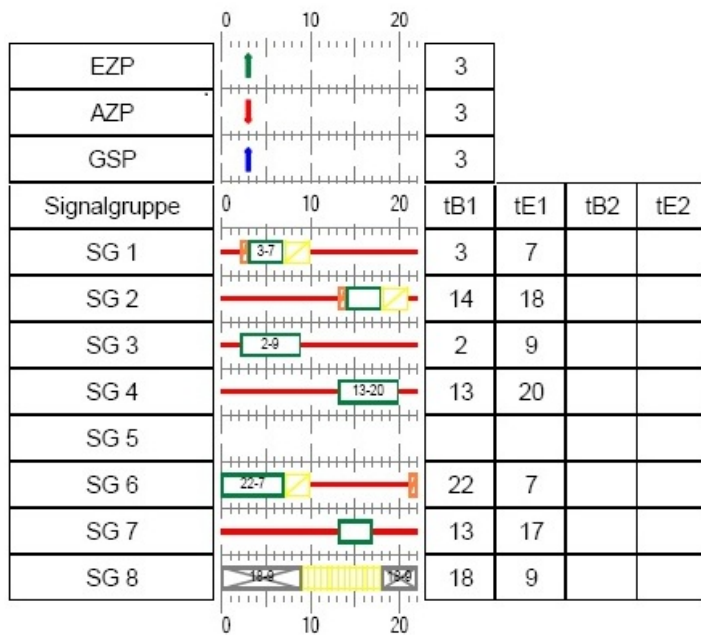 0 10 20
EZP 3
AZP 3
GSP 3
Signalgruppe 0 10 20 tB1 tE1 tB2 tE2
SG 1 3-7 3 7
SG 2 14 18
SG 3 2-9 2 9
SG 4 13-20 13 20
SG 5
SG 6 22-7 22 7
SG 7 13 17
SG 8 18-9 18-9 18 9
0 10 20